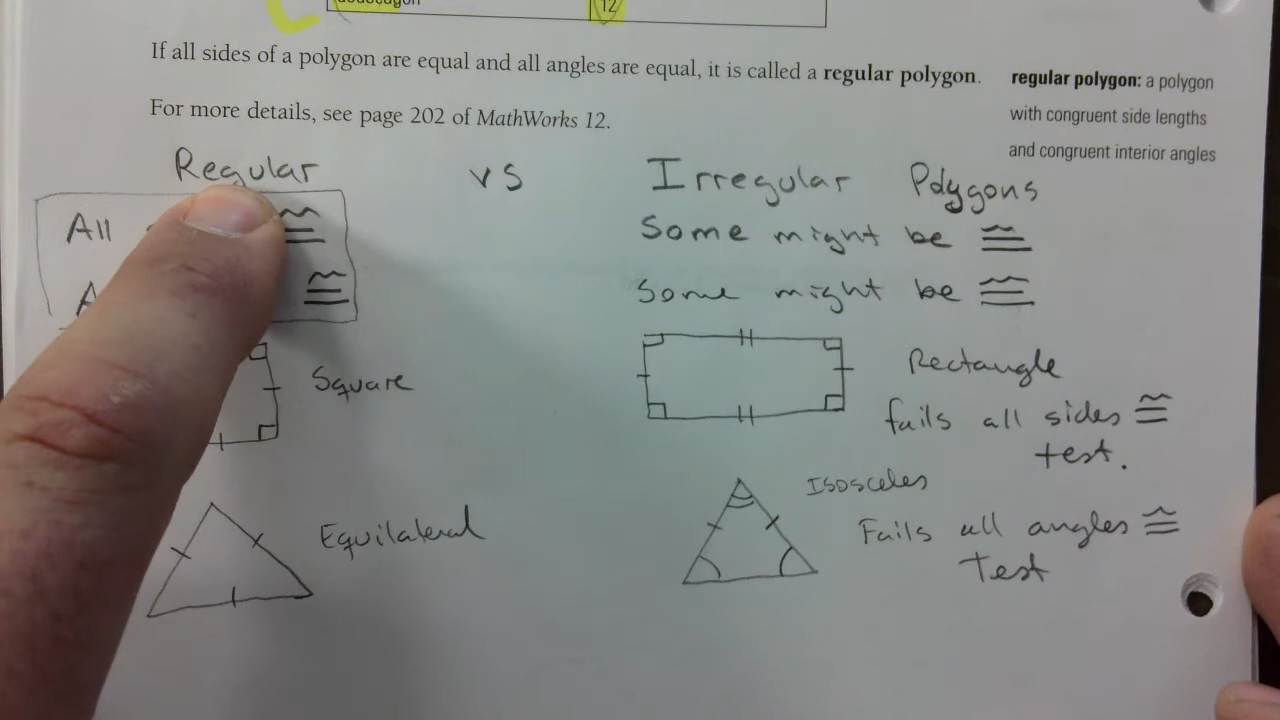 12
If all sides of a polygon are equal and all angles are equal, it is called a regular polygon.
For more details, see page 202 of MathWorks 12.
regular polygon: a polygon
with congruent side lengths
and congruent interior angles
Regular vs Irregular Polygons
All ≅
≅
Some might be ≅
Some might be ≅
Square
Rectangle
fails all sides ≅
test.
Equilateral
Isosceles
Fails all angles ≅
Test